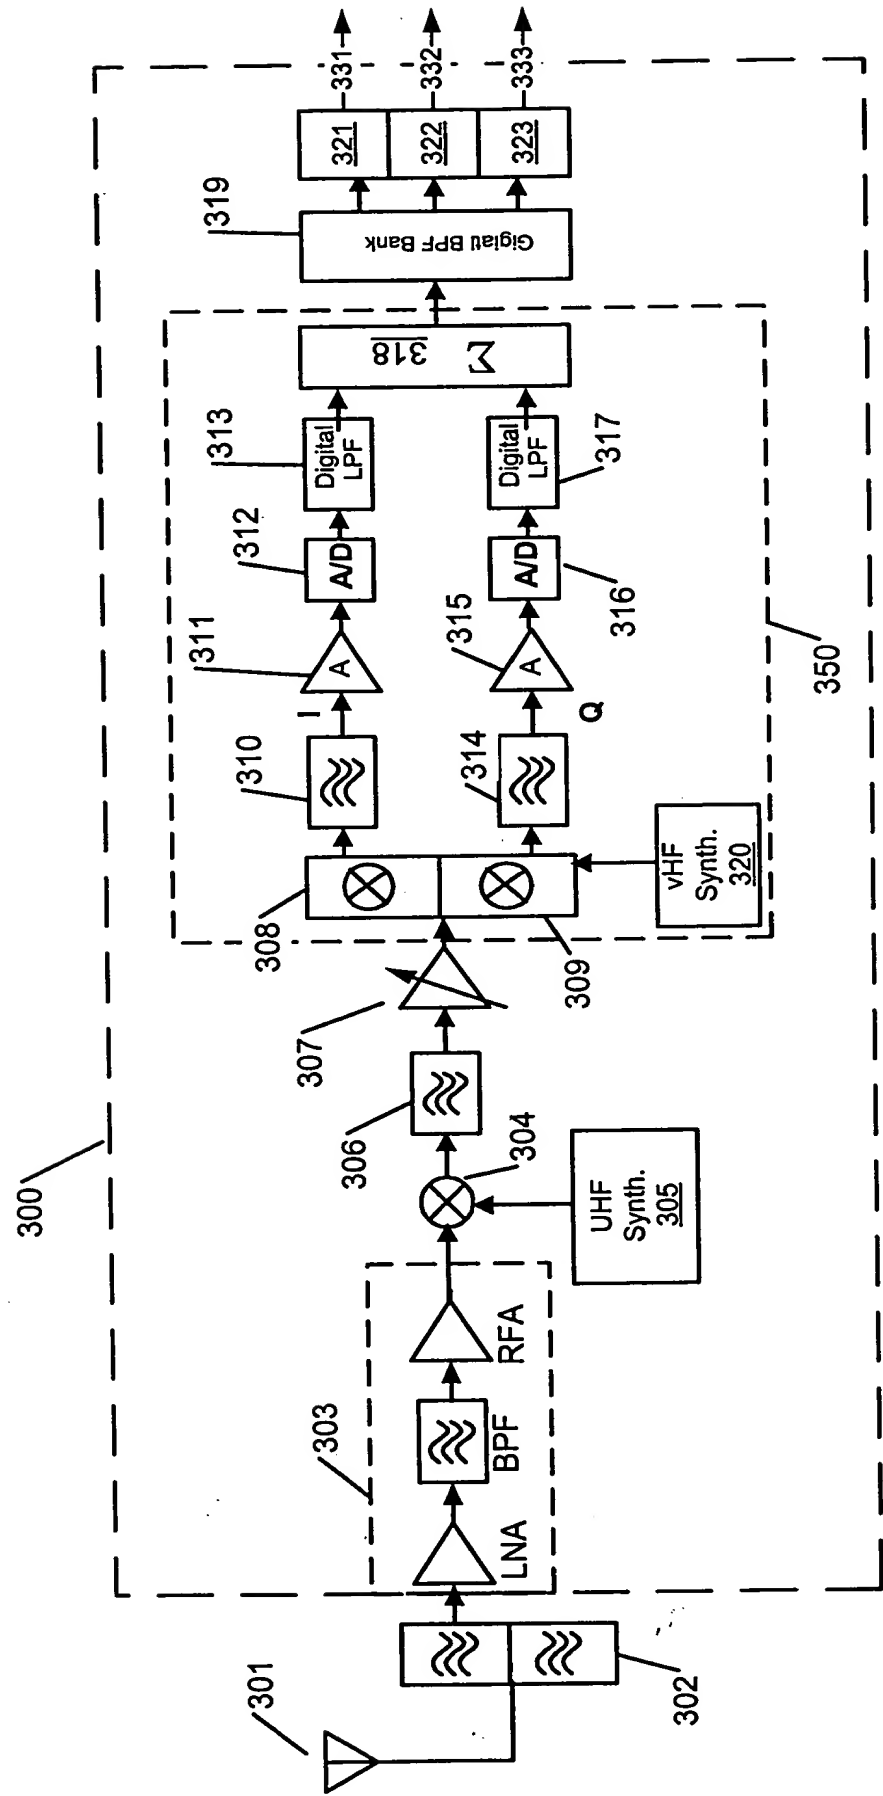 300
301
302
303
LNA
BPF
RFA
304
UHF
Synth.
305
306
307
308
309
vHF
Synth.
320
310
I
311
A
312
A/D
313
Digital
LPF
314
Q
315
A
316
A/D
317
Digital
LPF
350
Σ
318
319
Gigiatl BPF Bank
321
322
323
331
332
333